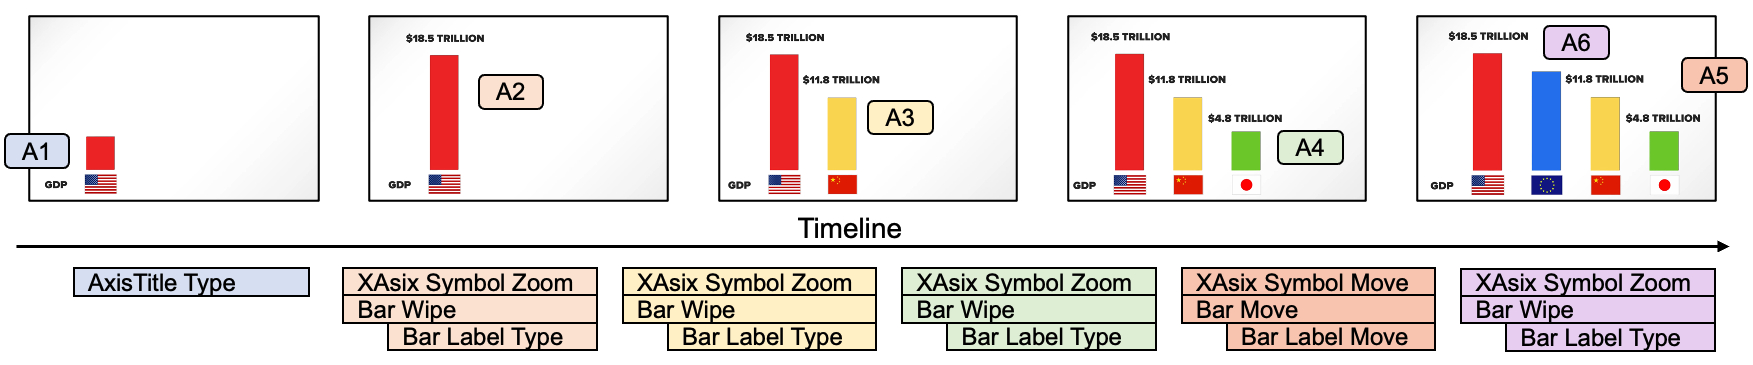 A1
GDP
$18.5 TRILLION
A2
GDP
$18.5 TRILLION
$11.8 TRILLION
A3
GDP
$18.5 TRILLION
$11.8 TRILLION
$4.8 TRILLION
A4
GDP
$18.5 TRILLION
A6
A5
$11.8 TRILLION
$4.8 TRILLION
GDP
Timeline
AxisTitle Type
XAsix Symbol Zoom
Bar Wipe
Bar Label Type
XAsix Symbol Zoom
Bar Wipe
Bar Label Type
XAsix Symbol Zoom
Bar Wipe
Bar Label Type
XAsix Symbol Move
Bar Move
Bar Label Move
XAsix Symbol Zoom
Bar Wipe
Bar Label Type